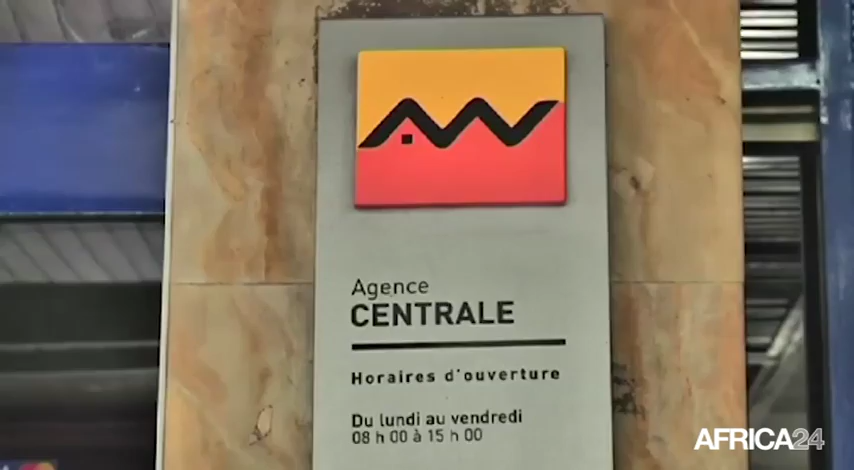 Agence
CENTRALE
Horaires d'ouverture
Du lundi au vendredi
08 h 00 à 15 h 00
AFRICA24